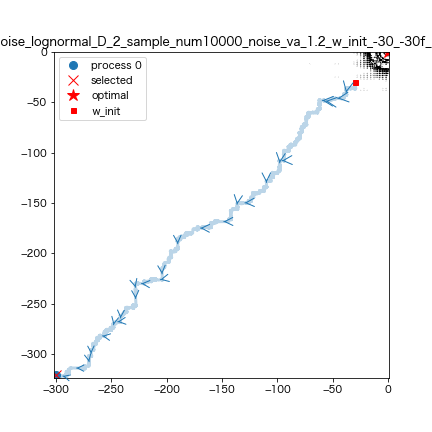 oise_lognormal_D_2_sample_num10000_noise_va_1.2_w_init_-30_-30f_
process 0
selected
optimal
w_init
0
−50
−100
−150
−200
−250
−300
−300
−250
−200
−150
−100
−50
0